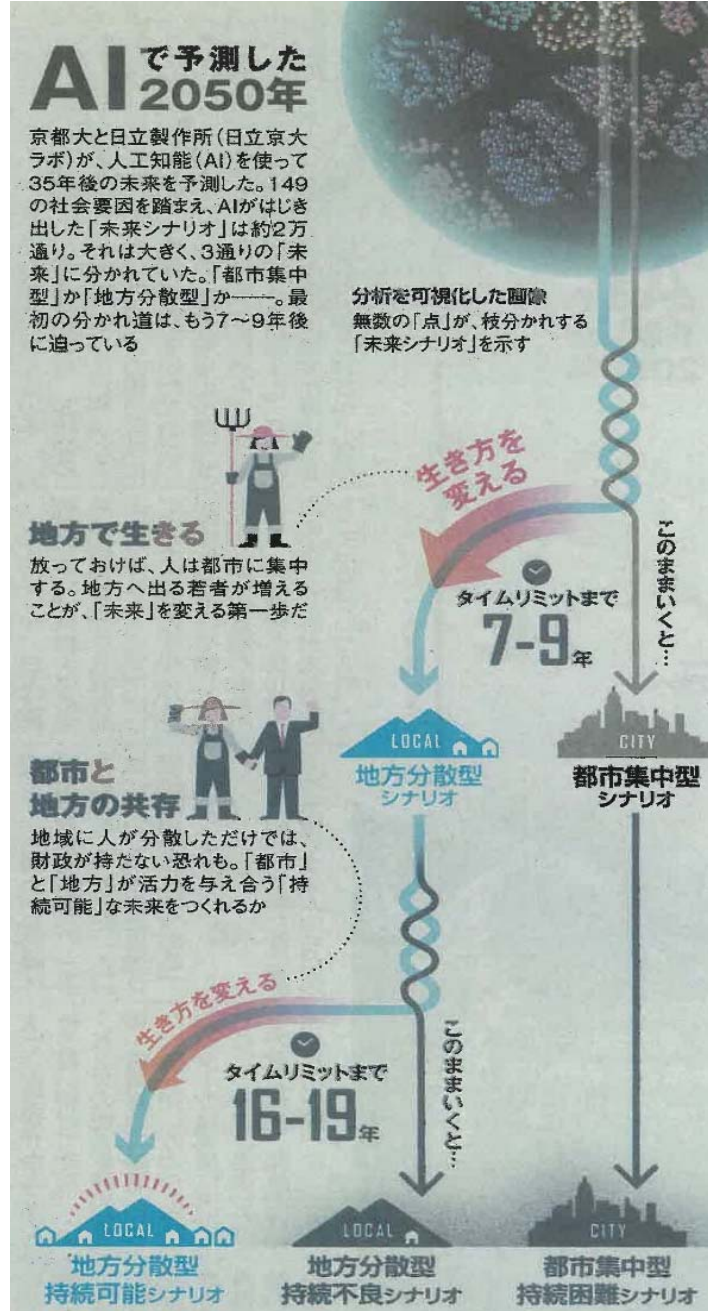 AIで予測した
2050年
京都大と日立製作所(日立京大
ラボ)が、人工知能(AI)を使って
35年後の未来を予測した。149
の社会要因を踏まえ、AIがはじき
出した「未来シナリオ」は約2万
通り。それは大きく、3通りの「未
来」に分かれていた。「都市集中
型」か「地方分散型」か――。最
初の分かれ道は、もう7〜9年後
に迫っている
分析を可視化した画像
無数の「点」が、枝分かれする
「未来シナリオ」を示す
生き方を
変える
地方で生きる
放っておけば、人は都市に集中
する。地方へ出る若者が増える
ことが、「未来」を変える第一歩だ
タイムリミットまで
7-9年
このままいくと…
LOCAL
地方分散型
シナリオ
CITY
都市集中型
シナリオ
都市と
地方の共存
地域に人が分散しただけでは、
財政が持たない恐れも。「都市」
と「地方」が活力を与え合う「持
続可能」な未来をつくれるか
生き方を変える
タイムリミットまで
16-19年
このままいくと…
LOCAL
地方分散型
持続可能シナリオ
LOCAL
地方分散型
持続不良シナリオ
CITY
都市集中型
持続困難シナリオ